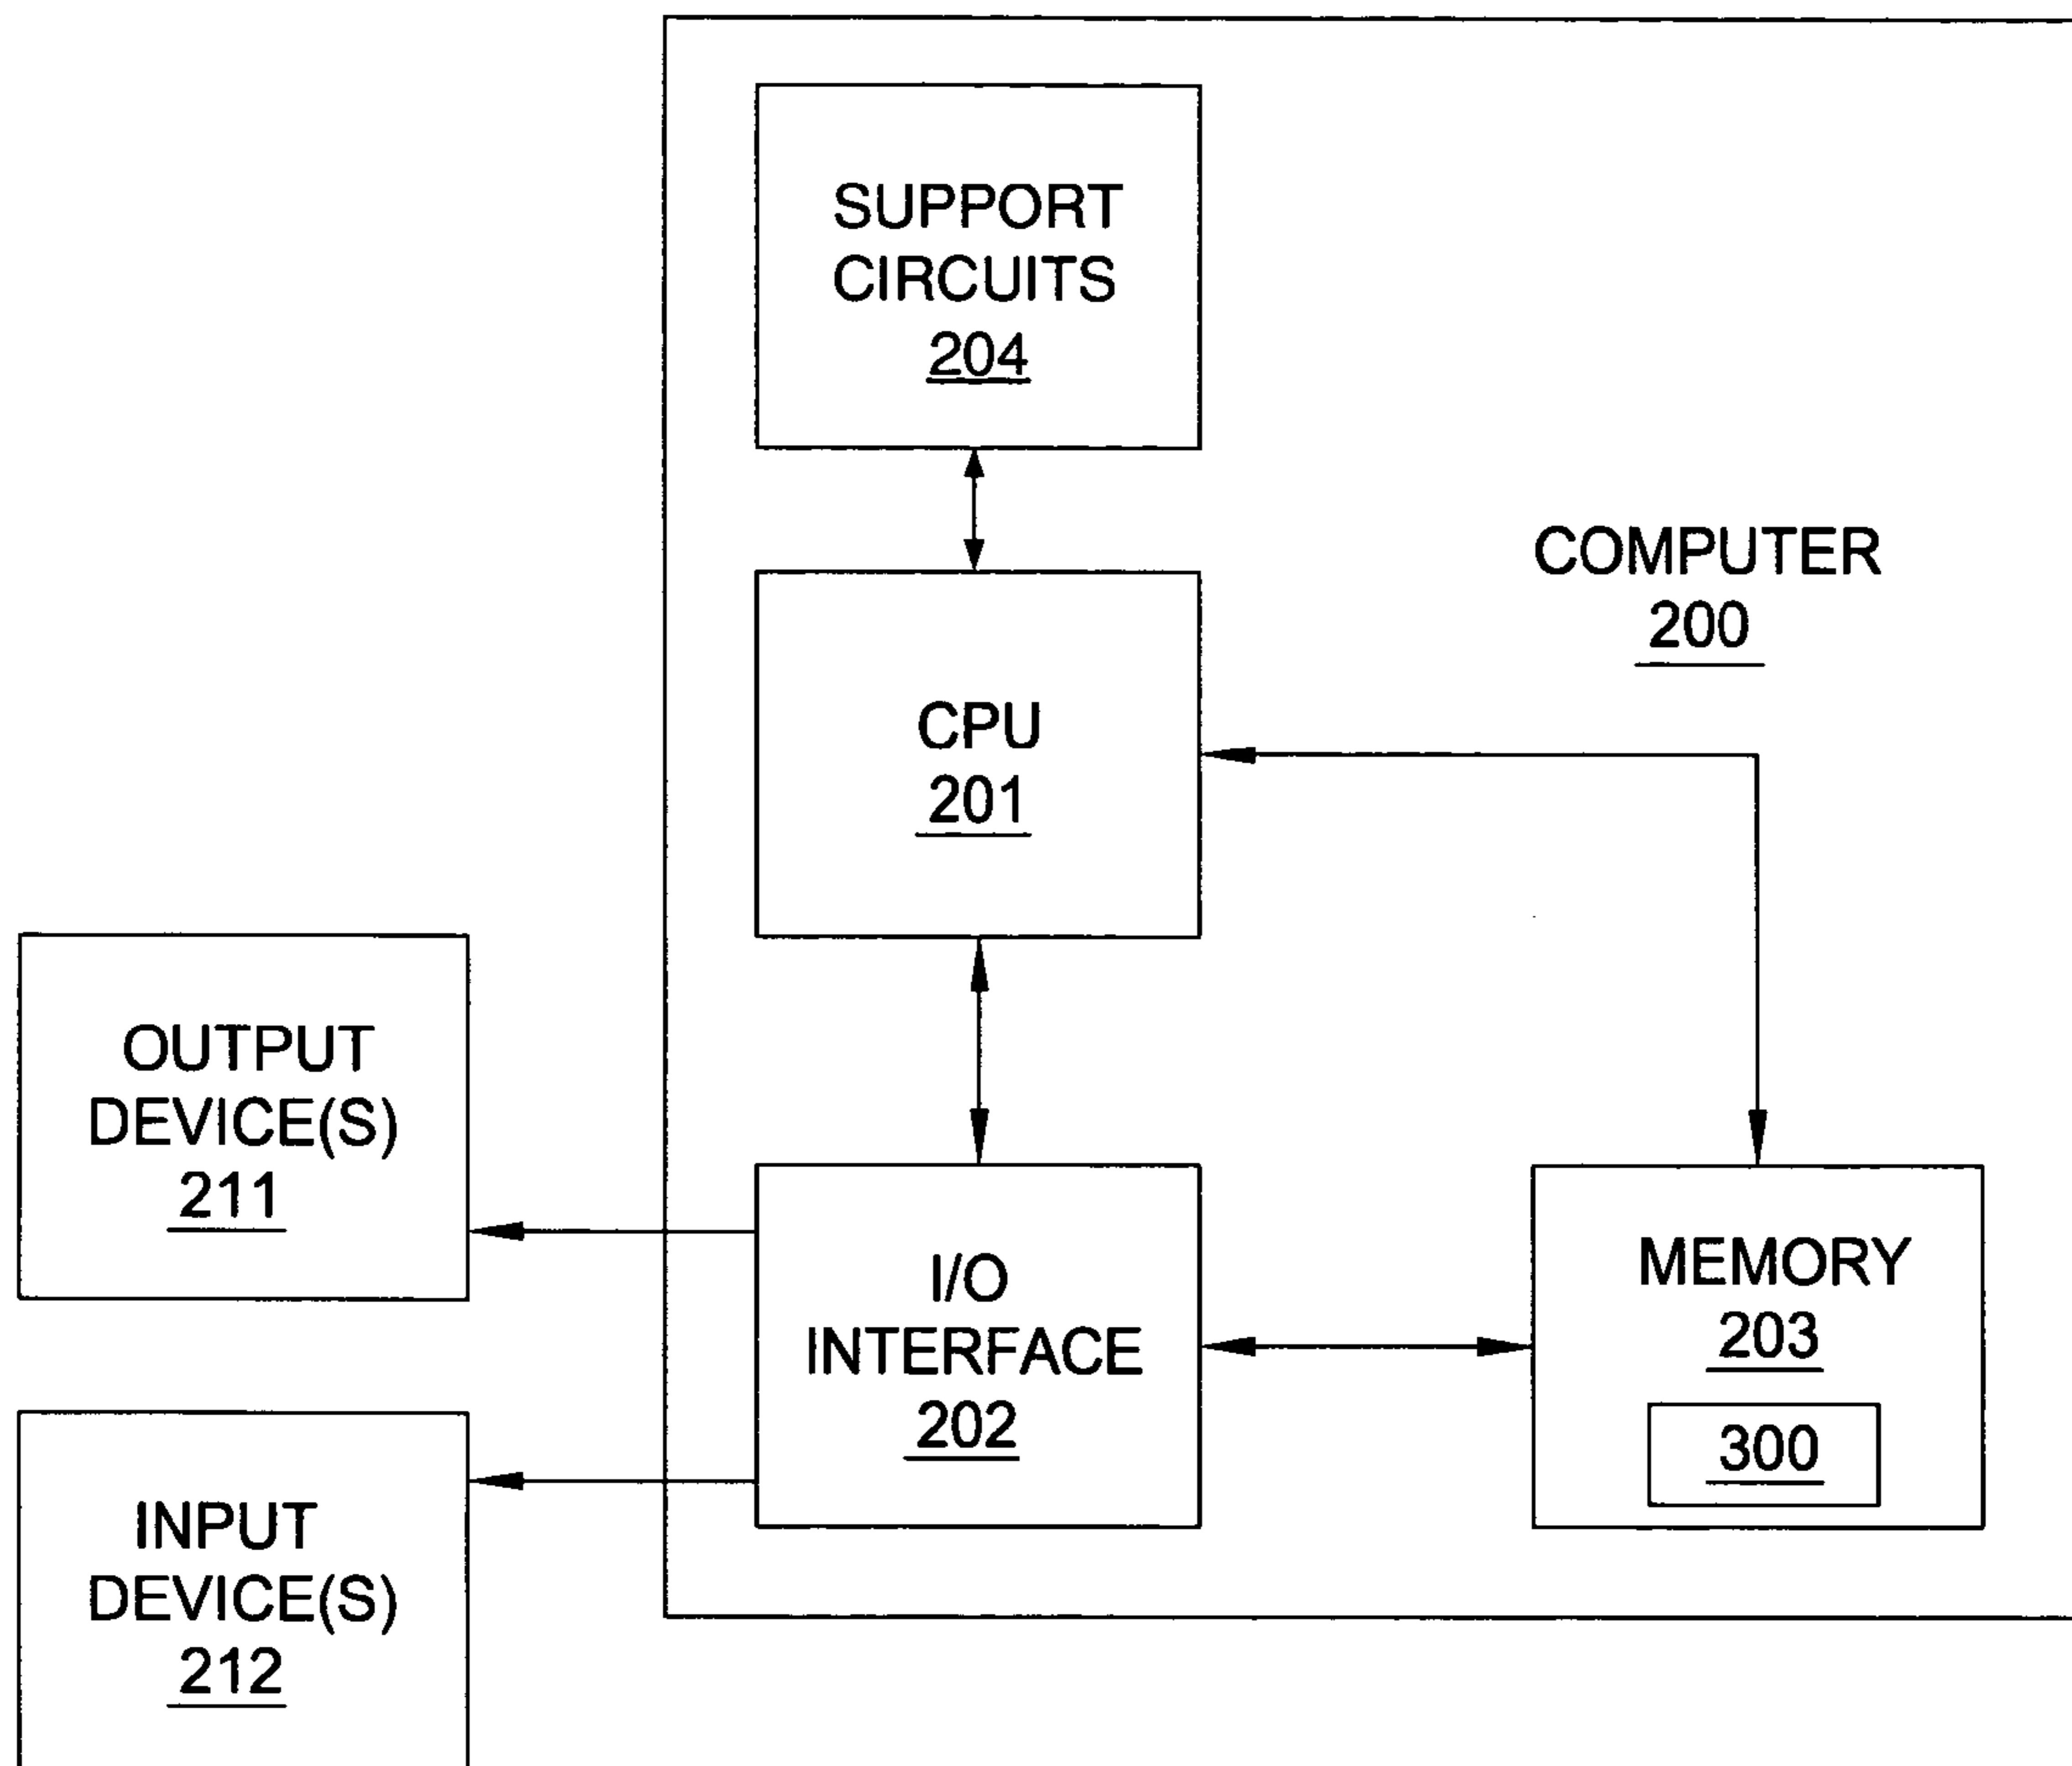 SUPPORT
CIRCUITS
204
COMPUTER
200
CPU
201
OUTPUT
DEVICE(S)
211
I/O
INTERFACE
202
MEMORY
203
300
INPUT
DEVICE(S)
212